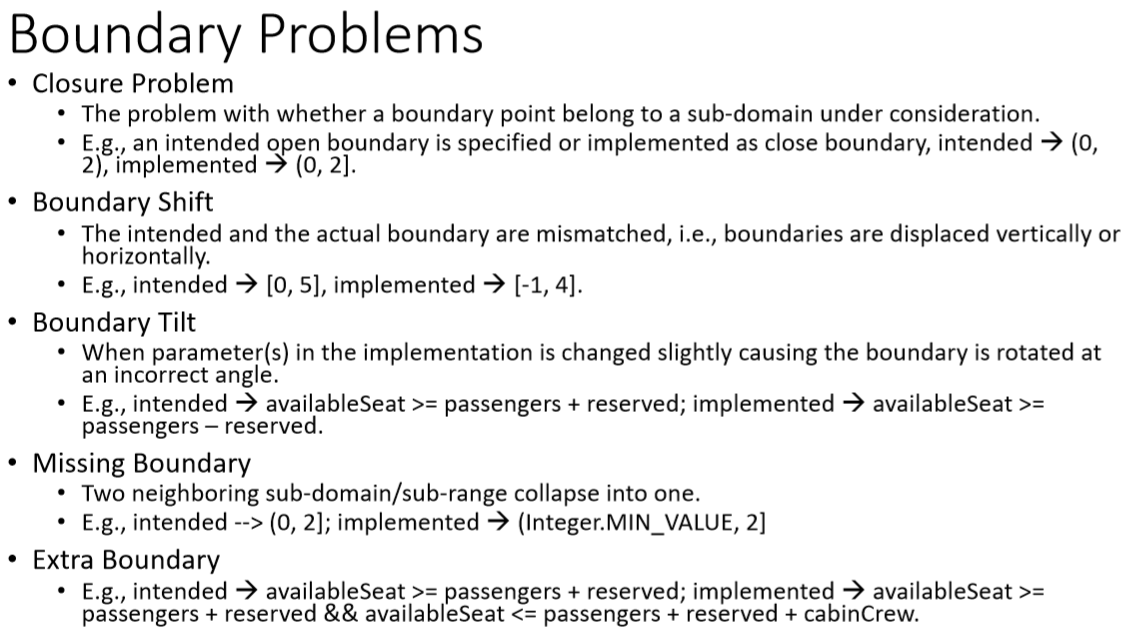 Boundary Problems
• Closure Problem
• The problem with whether a boundary point belong to a sub-domain under consideration.
• E.g., an intended open boundary is specified or implemented as close boundary, intended → (0,
2), implemented → (0, 2].
• Boundary Shift
• The intended and the actual boundary are mismatched, i.e., boundaries are displaced vertically or
horizontally.
• E.g., intended → [0, 5], implemented → [-1, 4].
• Boundary Tilt
• When parameter(s) in the implementation is changed slightly causing the boundary is rotated at
an incorrect angle.
• E.g., intended → availableSeat >= passengers + reserved; implemented → availableSeat >=
passengers – reserved.
• Missing Boundary
• Two neighboring sub-domain/sub-range collapse into one.
• E.g., intended --> (0, 2]; implemented → (Integer.MIN_VALUE, 2]
• Extra Boundary
• E.g., intended → availableSeat >= passengers + reserved; implemented → availableSeat >=
passengers + reserved && availableSeat <= passengers + reserved + cabinCrew.